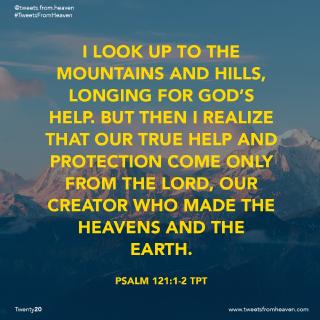 @tweets.from.heaven
#TweetsFromHeaven
I LOOK UP TO THE
MOUNTAINS AND HILLS,
LONGING FOR GOD'S
HELP. BUT THEN I REALIZE
THAT OUR TRUE HELP AND
PROTECTION COME ONLY
FROM THE LORD, OUR
CREATOR WHO MADE THE
HEAVENS AND THE
EARTH.
PSALM 121:1-2 TPT
Twenty20
www.tweetsfromheaven.com